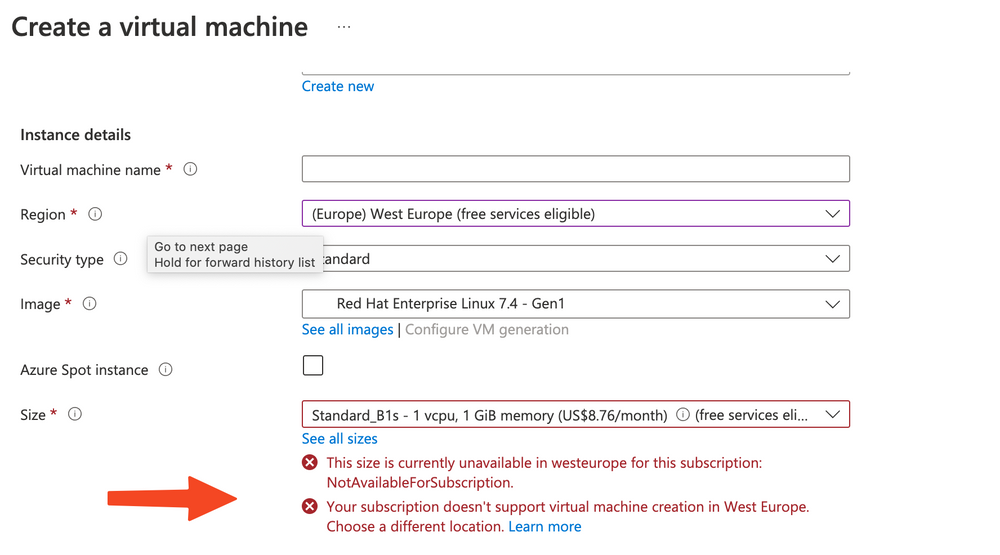 Create a virtual machine ...
Create new
Instance details
Virtual machine name *
Region *
(Europe) West Europe (free services eligible)
Go to next page
Hold for forward history list
Security type
tandard
Image *
Red Hat Enterprise Linux 7.4 - Gen1
See all images | Configure VM generation
Azure Spot instance
Size *
Standard_B1s - 1 vcpu, 1 GiB memory (US$8.76/month) (free services eli...
See all sizes
This size is currently unavailable in westeurope for this subscription:
NotAvailableForSubscription.
Your subscription doesn't support virtual machine creation in West Europe.
Choose a different location. Learn more